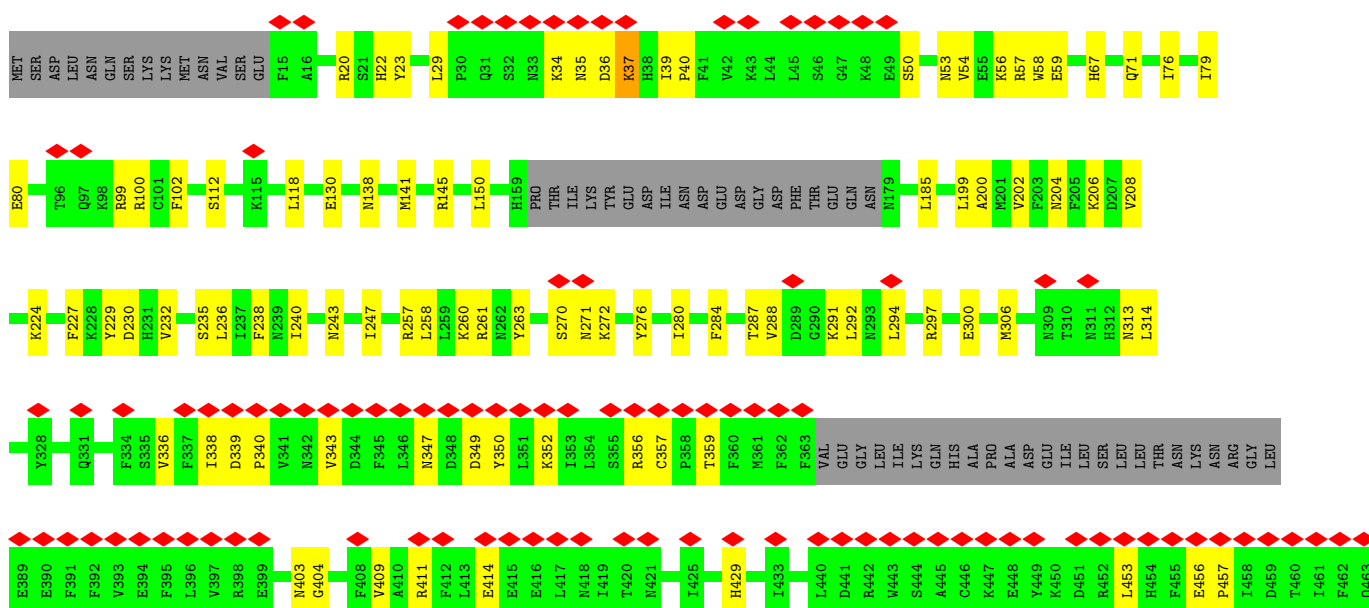 MET SER ASP LEU ASN GLN SER LYS LYS MET ASN VAL SER GLU F15 A16 R20 S21 H22 Y23 L29 P30 Q31 S32 N33 K34 N35 D36 K37 H38 I39 P40 F41 V42 K43 L44 L45 S46 G47 K48 E49 S50 N53 V54 E55 K56 R57 W58 E59 H67 Q71 I76 I79
E80 T96 Q97 K98 R99 R100 C101 F102 S112 K115 L118 E130 N138 M141 R145 L150 H159 PRO THR ILE LYS TYR GLU ASP ILE ASN ASP GLU ASP GLY ASP PHE THR GLU GLN ASN N179 L185 L199 A200 M201 V202 F203 N204 F205 K206 D207 V208
K224 F227 K228 Y229 D230 H231 V232 S235 L236 I237 F238 N239 I240 N243 I247 R257 L258 L259 K260 R261 N262 Y263 S270 N271 K272 Y276 I280 F284 T287 V288 D289 G290 K291 L292 N293 L294 R297 E300 M306 N309 T310 N311 H312 N313 L314
Y328 Q331 F334 S335 V336 F337 I338 D339 P340 V341 N342 V343 D344 F345 L346 N347 D348 D349 Y350 L351 K352 I353 L354 S355 R356 C357 P358 T359 F360 M361 F362 F363 VAL GLU GLY LEU ILE LYS GLN HIS ALA PRO ALA ASP GLU ILE LEU SER LEU LEU THR ASN LYS ASN ARG GLY LEU
E389 E390 F391 F392 V393 E394 F395 L396 V397 R398 E399 N403 G404 F408 V409 A410 R411 F412 L413 E414 E415 E416 L417 N418 I419 T420 N421 I425 H429 I433 L440 D441 R442 W443 S444 A445 C446 K447 E448 Y449 K450 D451 R452 L453 H454 F455 E456 P457 I458 D459 T460 I461 F462